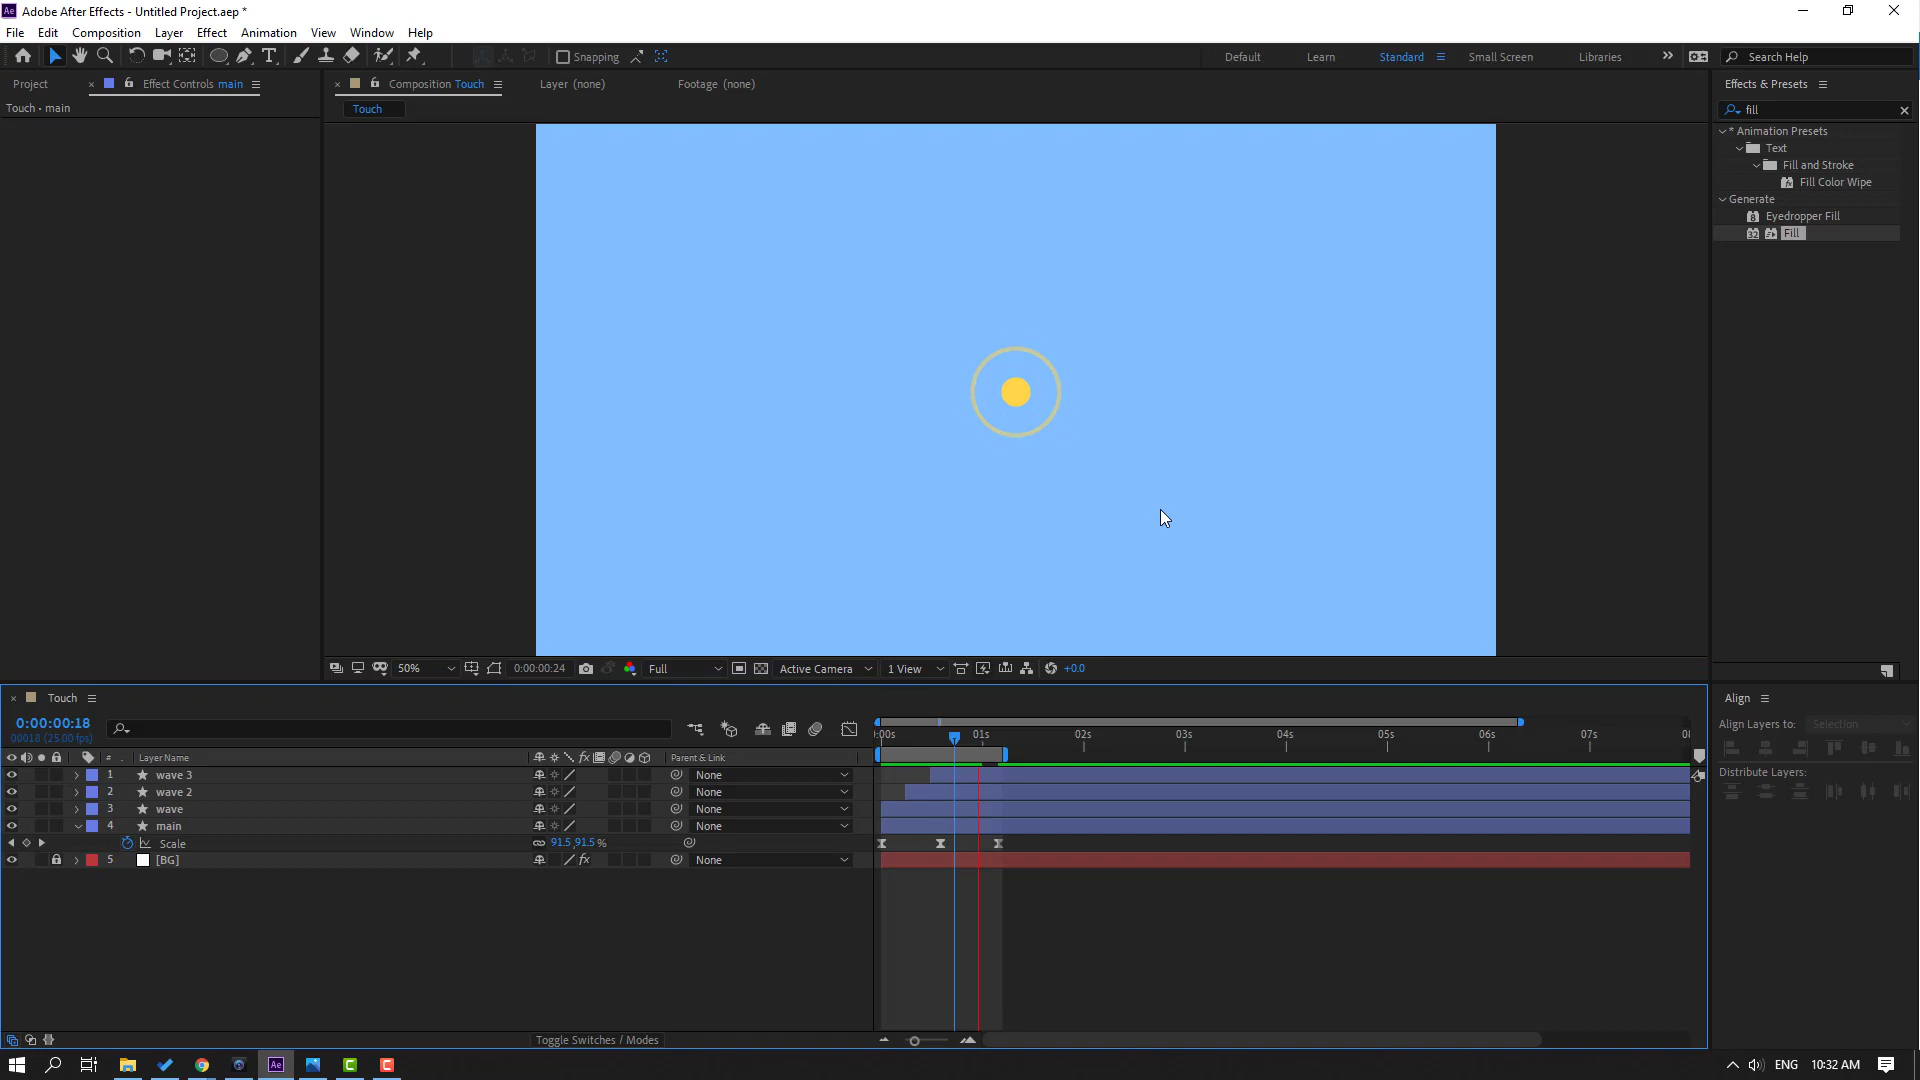 Adobe After Effects - Untitled Project.aep *
File Edit Composition Layer Effect Animation View Window Help
Snapping Default Learn Standard Small Screen Libraries Search Help
Project Effect Controls main Composition Touch Layer (none) Footage (none) Effects & Presets
Touch • main Touch fill
* Animation Presets
Text
Fill and Stroke
Fill Color Wipe
Generate
Eyedropper Fill
Fill
50% 0:00:00:24 Full Active Camera 1 View +0.0
Touch Align
0:00:00:18 Align Layers to: Selection
00018 (25.00 fps) :00s 01s 02s 03s 04s 05s 06s 07s 08
# . Layer Name Parent & Link
Distribute Layers:
1 wave 3 None
2 wave 2 None
3 wave None
4 main None
Scale 91.5,91.5 %
5 [BG] None
Toggle Switches / Modes
ENG 10:32 AM